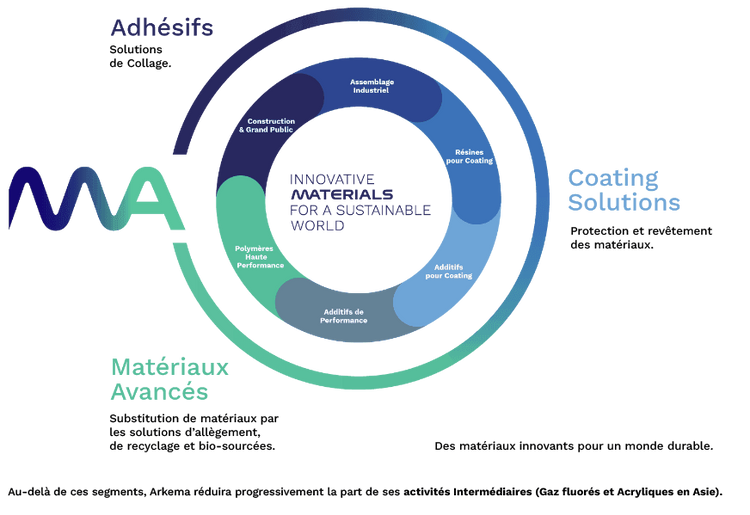 Adhésifs
Solutions
de Collage.
Assemblage
Industriel
Construction
& Grand Public
Résines
pour Coating
INNOVATIVE
MATERIALS
FOR A SUSTAINABLE
WORLD
MA
Coating
Solutions
Protection et revêtement
des matériaux.
Polymères
Haute
Performance
Additifs
pour Coating
Additifs de
Performance
Matériaux
Avancés
Substitution de matériaux par
les solutions d'allègement,
de recyclage et bio-sourcées.
Des matériaux innovants pour un monde durable.
Au-delà de ces segments, Arkema réduira progressivement la part de ses activités Intermédiaires (Gaz fluorés et Acryliques en Asie).